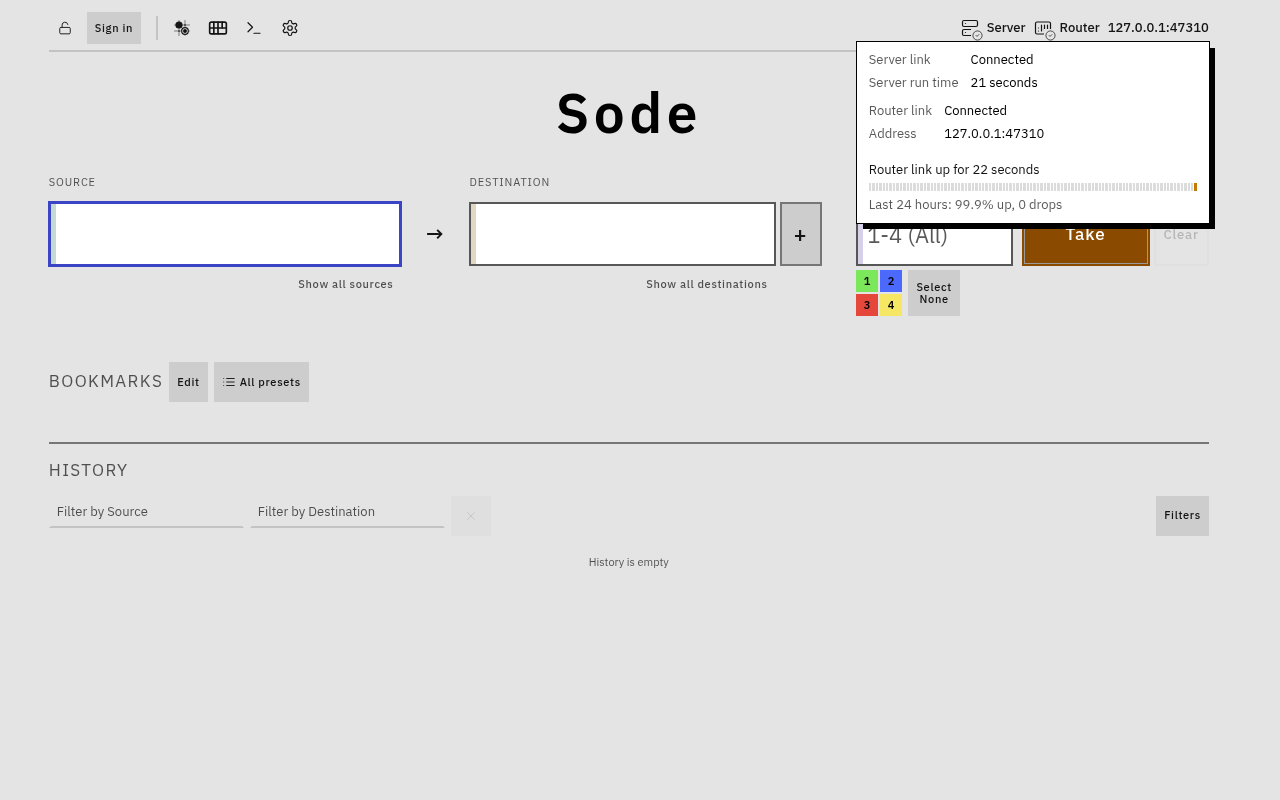 Sign in
Server
Router
127.0.0.1:47310
Server link Connected
Server run time 21 seconds
Router link Connected
Address 127.0.0.1:47310
Router link up for 22 seconds
Last 24 hours: 99.9% up, 0 drops
Sode
SOURCE
DESTINATION
→
+
1-4 (All)
Take
Clear
Show all sources
Show all destinations
1 2
3 4
Select
None
BOOKMARKS
Edit
All presets
HISTORY
Filter by Source
Filter by Destination
Filters
History is empty